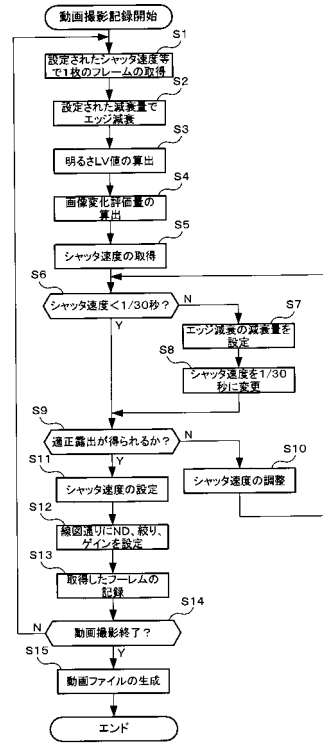 動画撮影記録開始
S1
設定されたシャッタ速度等
で1枚のフレームの取得
S2
設定された減衰量で
エッジ減衰
S3
明るさLV値の算出
S4
画像変化評価量の
算出
S5
シャッタ速度の取得
S6
シャッタ速度<1/30秒?
N
Y
S7
エッジ減衰の減衰量を
設定
S8
シャッタ速度を1/30
秒に変更
S9
適正露出が得られるか?
N
Y
S10
シャッタ速度の調整
S11
シャッタ速度の設定
S12
線図通りにND、絞り、
ゲインを設定
S13
取得したフーレムの
記録
S14
動画撮影終了?
N
Y
S15
動画ファイルの生成
エンド